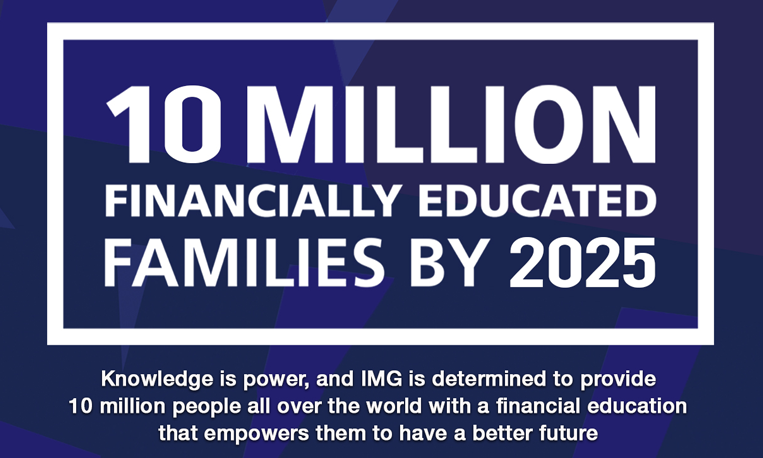 10 MILLION
FINANCIALLY EDUCATED
FAMILIES BY 2025
Knowledge is power, and IMG is determined to provide
10 million people all over the world with a financial education
that empowers them to have a better future